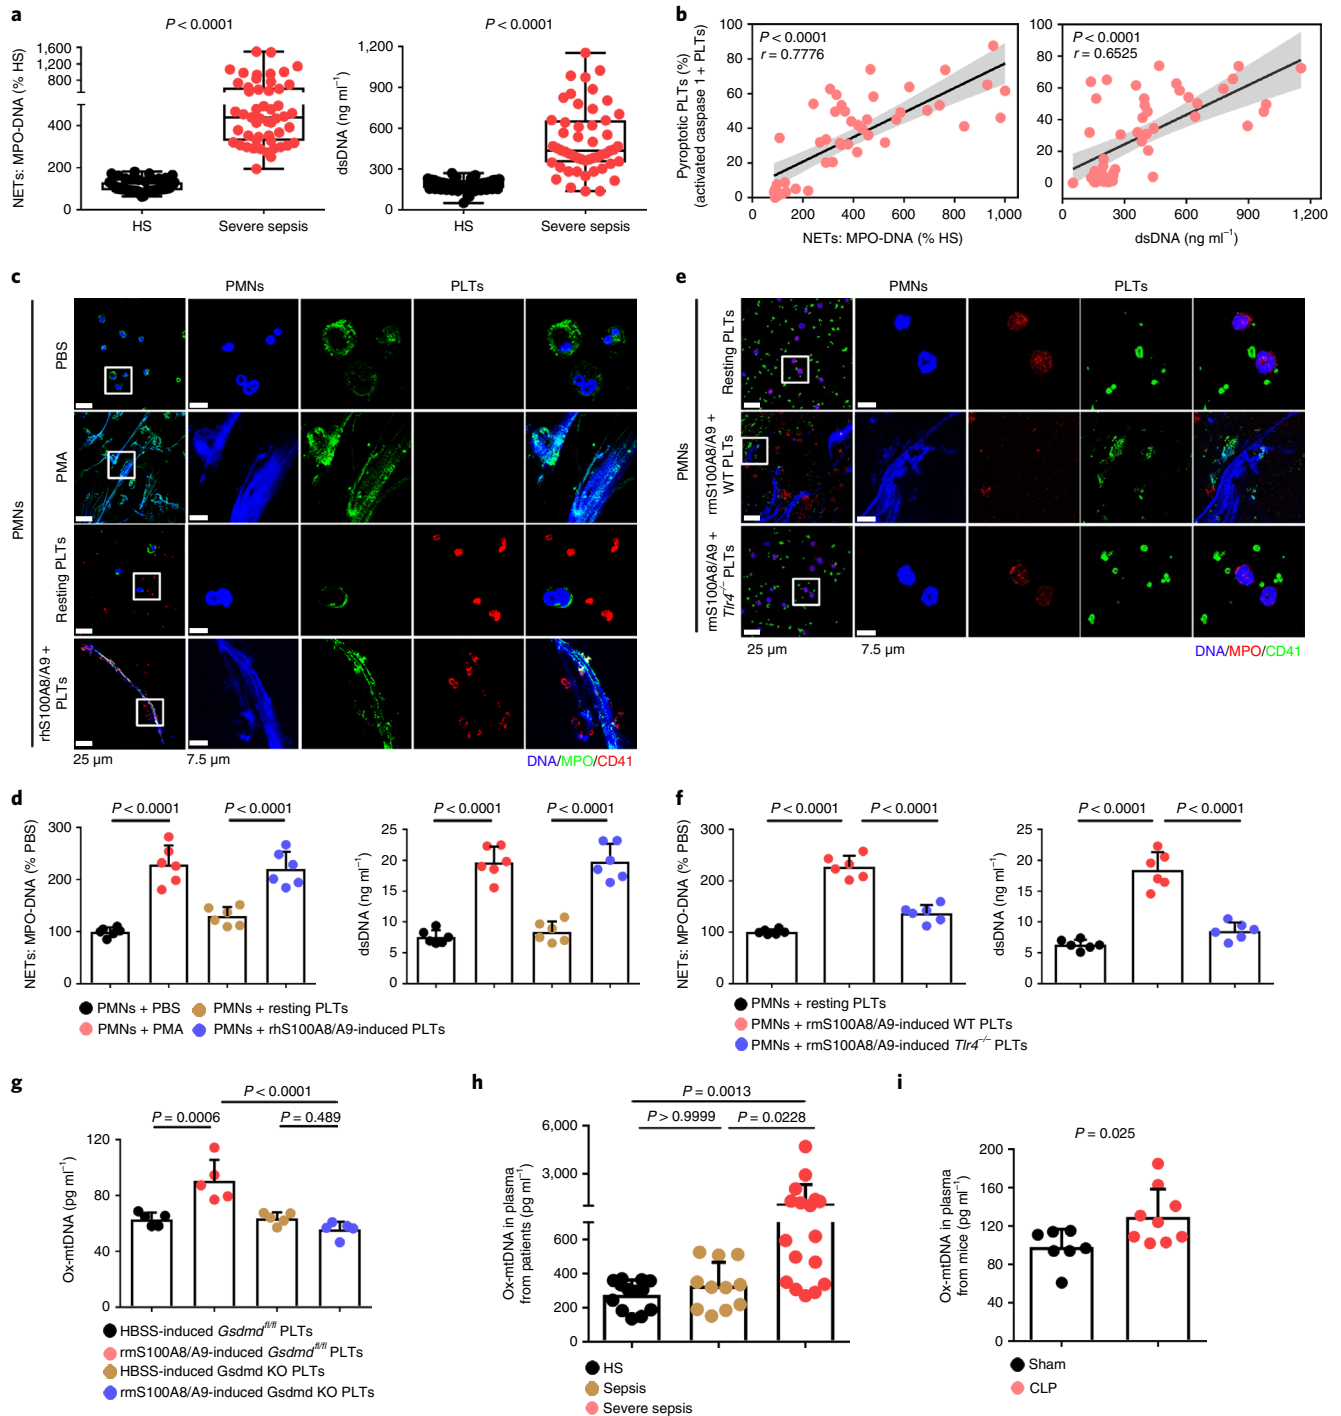 a
P < 0.0001
P < 0.0001
NETs: MPO-DNA (% HS)
1,600
1,200
800
400
200
0
HS
Severe sepsis
dsDNA (ng ml⁻¹)
1,200
900
600
300
0
HS
Severe sepsis
b
P < 0.0001
r = 0.7776
Pyroptotic PLTs (%)
(activated caspase 1 + PLTs)
100
80
60
40
20
0
0
200
400
600
800
1,000
NETs: MPO-DNA (% HS)
P < 0.0001
r = 0.6525
100
80
60
40
20
0
0
300
600
900
1,200
dsDNA (ng ml⁻¹)
c
PMNs
PLTs
PMNs
PBS
PMA
Resting PLTs
rhS100A8/A9 +
PLTs
25 µm
7.5 µm
DNA/MPO/CD41
e
PMNs
PLTs
PMNs
Resting PLTs
rmS100A8/A9 +
WT PLTs
rmS100A8/A9 +
Tlr4⁻/⁻ PLTs
25 µm
7.5 µm
DNA/MPO/CD41
d
P < 0.0001
P < 0.0001
NETs: MPO-DNA (% PBS)
300
200
100
0
P < 0.0001
P < 0.0001
dsDNA (ng ml⁻¹)
25
20
15
10
5
0
PMNs + PBS
PMNs + resting PLTs
PMNs + PMA
PMNs + rhS100A8/A9-induced PLTs
f
P < 0.0001
P < 0.0001
NETs: MPO-DNA (% PBS)
300
200
100
0
P < 0.0001
P < 0.0001
dsDNA (ng ml⁻¹)
25
20
15
10
5
0
PMNs + resting PLTs
PMNs + rmS100A8/A9-induced WT PLTs
PMNs + rmS100A8/A9-induced Tlr4⁻/⁻ PLTs
g
P < 0.0001
P = 0.0006
P = 0.489
Ox-mtDNA (pg ml⁻¹)
120
80
40
0
HBSS-induced Gsdmdᶠˡ/ᶠˡ PLTs
rmS100A8/A9-induced Gsdmdᶠˡ/ᶠˡ PLTs
HBSS-induced Gsdmd KO PLTs
rmS100A8/A9-induced Gsdmd KO PLTs
h
P = 0.0013
P > 0.9999
P = 0.0228
Ox-mtDNA in plasma
from patients (pg ml⁻¹)
6,000
3,000
600
400
200
0
HS
Sepsis
Severe sepsis
i
P = 0.025
Ox-mtDNA in plasma
from mice (pg ml⁻¹)
200
160
120
80
40
0
Sham
CLP